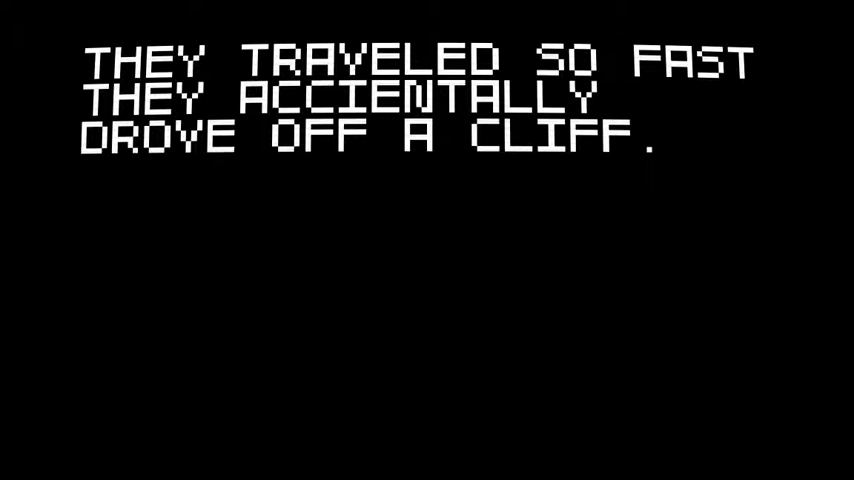 THEY TRAVELED SO FAST
THEY ACCIENTALLY
DROVE OFF A CLIFF.